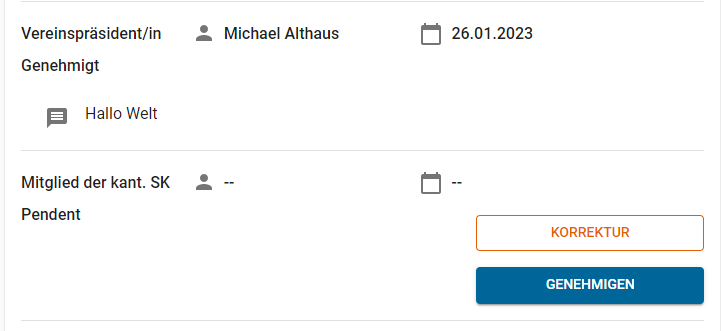 Vereinspräsident/in Michael Althaus 26.01.2023
Genehmigt
Hallo Welt
Mitglied der kant. SK -- --
Pendent
KORREKTUR
GENEHMIGEN